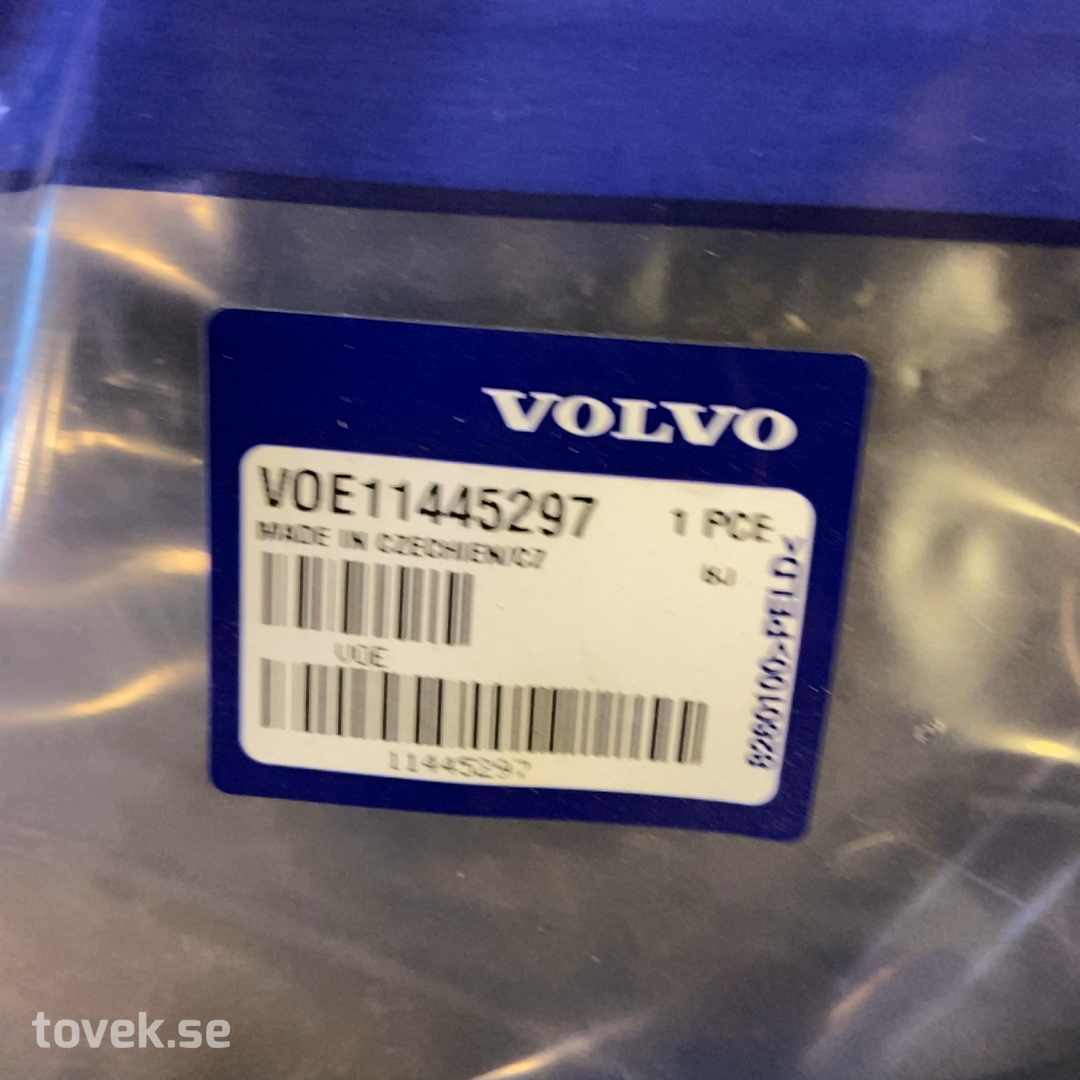 VOLVO
VOE11445297 1 PCE
MADE IN CZECHIEN/CZ
VOE
11445297
tovek.se